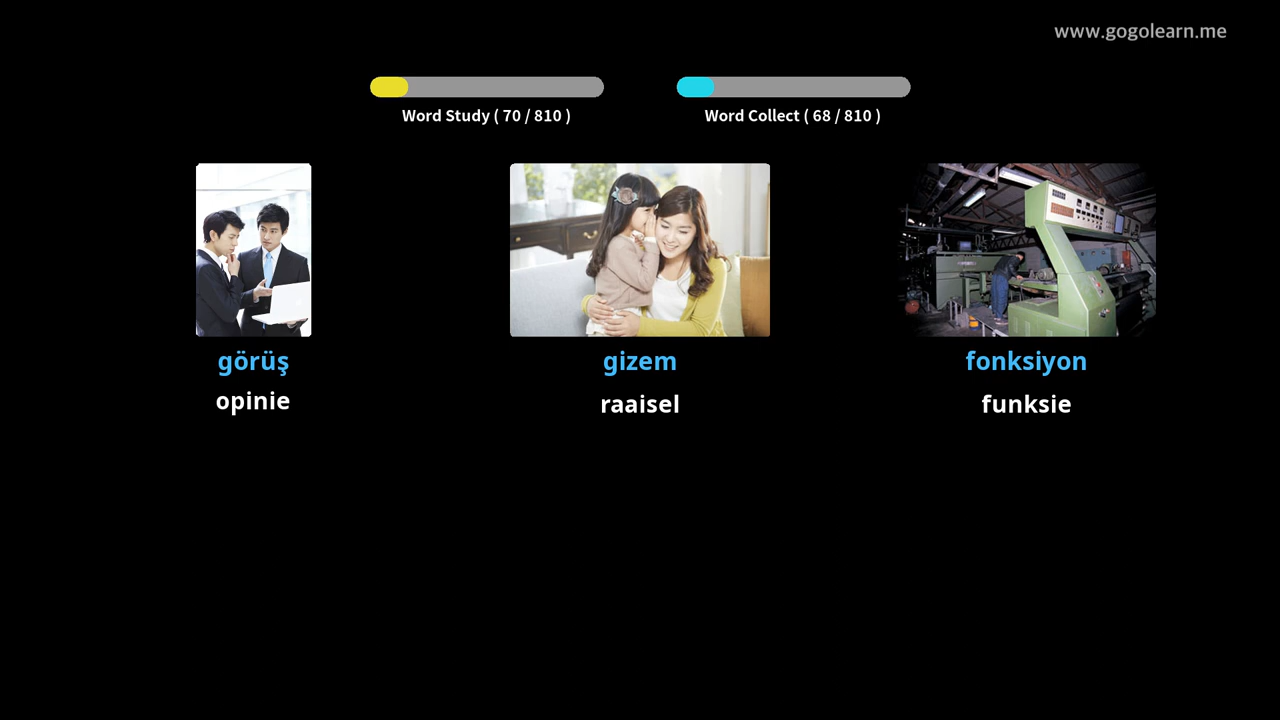 www.gogolearn.me
Word Study ( 70 / 810 )
Word Collect ( 68 / 810 )
görüş
gizem
fonksiyon
opinie
raaisel
funksie